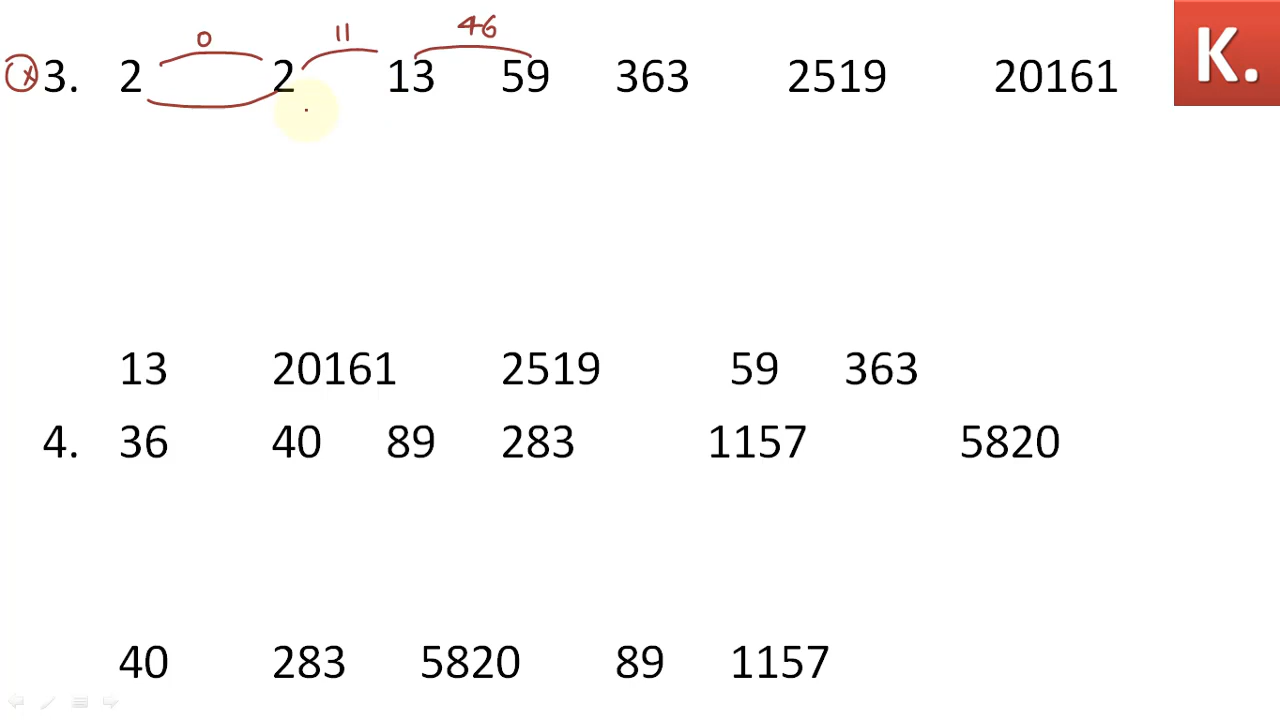 0 11 46
(x) 3. 2 2 13 59 363 2519 20161
K.
13 20161 2519 59 363
4. 36 40 89 283 1157 5820
40 283 5820 89 1157